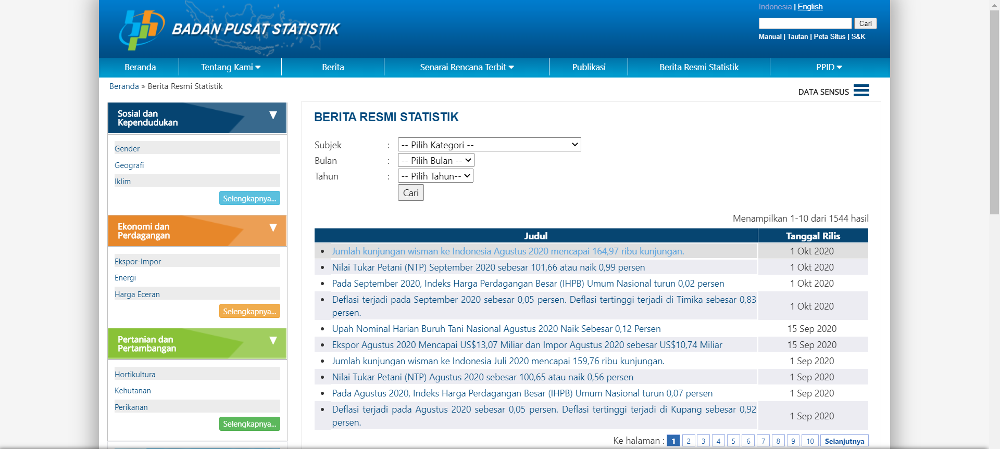 BADAN PUSAT STATISTIK
Indonesia | English
Cari
Manual | Tautan | Peta Situs | S&K
Beranda
Tentang Kami
Berita
Senarai Rencana Terbit
Publikasi
Berita Resmi Statistik
PPID
Beranda » Berita Resmi Statistik
DATA SENSUS
Sosial dan
Kependudukan
Gender
Geografi
Iklim
Selengkapnya...
Ekonomi dan
Perdagangan
Ekspor-Impor
Energi
Harga Eceran
Selengkapnya...
Pertanian dan
Pertambangan
Hortikultura
Kehutanan
Perikanan
Selengkapnya...
BERITA RESMI STATISTIK
Subjek : -- Pilih Kategori --
Bulan : -- Pilih Bulan --
Tahun : -- Pilih Tahun--
Cari
Menampilkan 1-10 dari 1544 hasil
Judul Tanggal Rilis
Jumlah kunjungan wisman ke Indonesia Agustus 2020 mencapai 164,97 ribu kunjungan. 1 Okt 2020
Nilai Tukar Petani (NTP) September 2020 sebesar 101,66 atau naik 0,99 persen 1 Okt 2020
Pada September 2020, Indeks Harga Perdagangan Besar (IHPB) Umum Nasional turun 0,02 persen 1 Okt 2020
Deflasi terjadi pada September 2020 sebesar 0,05 persen. Deflasi tertinggi terjadi di Timika sebesar 0,83
persen. 1 Okt 2020
Upah Nominal Harian Buruh Tani Nasional Agustus 2020 Naik Sebesar 0,12 Persen 15 Sep 2020
Ekspor Agustus 2020 Mencapai US$13,07 Miliar dan Impor Agustus 2020 sebesar US$10,74 Miliar 15 Sep 2020
Jumlah kunjungan wisman ke Indonesia Juli 2020 mencapai 159,76 ribu kunjungan. 1 Sep 2020
Nilai Tukar Petani (NTP) Agustus 2020 sebesar 100,65 atau naik 0,56 persen 1 Sep 2020
Pada Agustus 2020, Indeks Harga Perdagangan Besar (IHPB) Umum Nasional turun 0,07 persen 1 Sep 2020
Deflasi terjadi pada Agustus 2020 sebesar 0,05 persen. Deflasi tertinggi terjadi di Kupang sebesar 0,92
persen. 1 Sep 2020
Ke halaman : 1 2 3 4 5 6 7 8 9 10 Selanjutnya